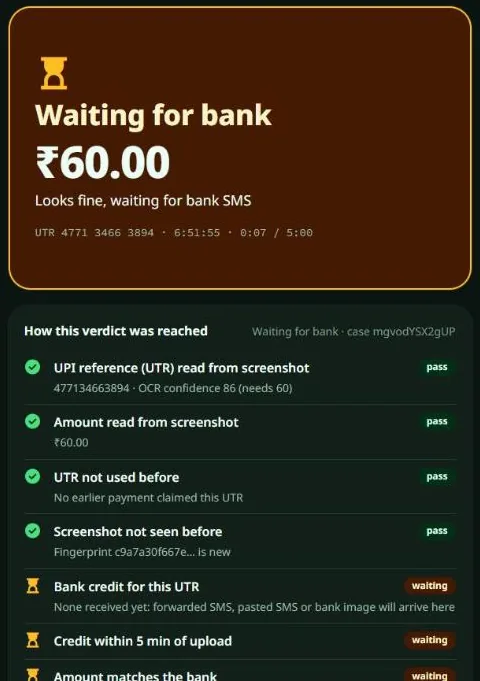 Waiting for bank
₹60.00
Looks fine, waiting for bank SMS
UTR 4771 3466 3894 · 6:51:55 · 0:07 / 5:00
How this verdict was reached
Waiting for bank · case mgvodYSX2gUP
UPI reference (UTR) read from screenshot
pass
477134663894 · OCR confidence 86 (needs 60)
Amount read from screenshot
pass
₹60.00
UTR not used before
pass
No earlier payment claimed this UTR
Screenshot not seen before
pass
Fingerprint c9a7a30f667e... is new
Bank credit for this UTR
waiting
None received yet: forwarded SMS, pasted SMS or bank image will arrive here
Credit within 5 min of upload
waiting
Amount matches the bank
waiting